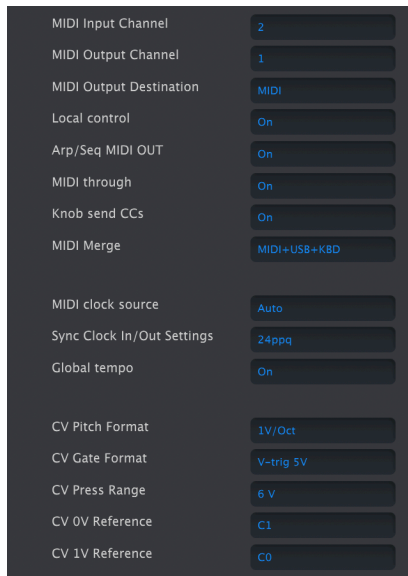 MIDI Input Channel 2
MIDI Output Channel 1
MIDI Output Destination MIDI
Local control On
Arp/Seq MIDI OUT On
MIDI through On
Knob send CCs On
MIDI Merge MIDI+USB+KBD
MIDI clock source Auto
Sync Clock In/Out Settings 24ppq
Global tempo On
CV Pitch Format 1V/Oct
CV Gate Format V-trig 5V
CV Press Range 6 V
CV 0V Reference C1
CV 1V Reference C0